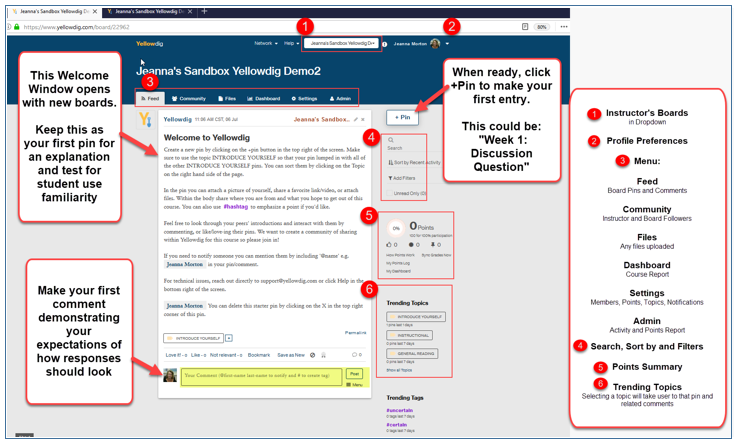 Jeanna's Sandbox Yellowdig Demo2
Jeanna's Sandbox Yellowdig Demo
https://www.yellowdig.com/board/22962
80%
1
2
Yellowdig
Network
Help
Jeanna's Sandbox Yellowdig D
Jeanna Morton
Jeanna's Sandbox Yellowdig Demo2
3
Feed
Community
Files
Dashboard
Settings
Admin
This Welcome
Window opens
with new boards.
Keep this as
your first pin for
an explanation
and test for
student use
familiarity
Make your first
comment
demonstrating
your
expectations of
how responses
should look
Yellowdig 11:08 AM CST, 06 Jul
Jeanna's Sandbox..
Welcome to Yellowdig
Create a new pin by clicking on the +pin button in the top right of the screen. Make
sure to use the topic INTRODUCE YOURSELF so that your pin lumped in with all of
the other INTRODUCE YOURSELF pins. You can sort them by clicking on the Topic
on the right hand side of the page.
In the pin you can attach a picture of yourself, share a favorite link/video, or attach
files. Within the body share where you are from and what you hope to get out of this
course. You can also use #hashtag to emphasize a point if you'd like.
Feel free to look through your peers' introductions and interact with them by
commenting, or like/love-ing their pins. We want to create a community of sharing
within Yellowdig for this course so please join in!
If you need to notify someone you can mention them by including '@name' e.g.
Jeanna Morton in your pin/comment.
For technical issues, reach out directly to support@yellowdig.com or click Help in the
bottom right of the screen.
Jeanna Morton You can delete this starter pin by clicking on the X in the top right
corner of this pin.
Permalink
INTRODUCE YOURSELF
+
Love it! - 0
Like - 0
Not relevant - 0
Bookmark
Save as New
0
Your Comment (@first-name last-name to notify and # to create tag)
Post
Menu
+ Pin
4
Search
Sort by Recent activity
Add Filters
Unread Only (0)
5
0%
0 Points
100 for 100% participation
0
0
0
How Points Work
Sync Grades Now
My Points Log
My Dashboard
6
Trending Topics
INTRODUCE YOURSELF
1 pins last 7 days
INSTRUCTIONAL
0 pins last 7 days
GENERAL READING
0 pins last 7 days
Show all Topics
Trending Tags
#uncertain
0 tags last 7 days
#certain
0 tags last 7 days
When ready, click
+Pin to make your
first entry.
This could be:
"Week 1:
Discussion
Question"
1 Instructor's Boards
in Dropdown
2 Profile Preferences
3 Menu:
Feed
Board Pins and Comments
Community
Instructor and Board Followers
Files
Any files uploaded
Dashboard
Course Report
Settings
Members, Points, Topics, Notifications
Admin
Activity and Points Report
4 Search, Sort by and Filters
5 Points Summary
6 Trending Topics
Selecting a topic will take user to that pin and
related comments